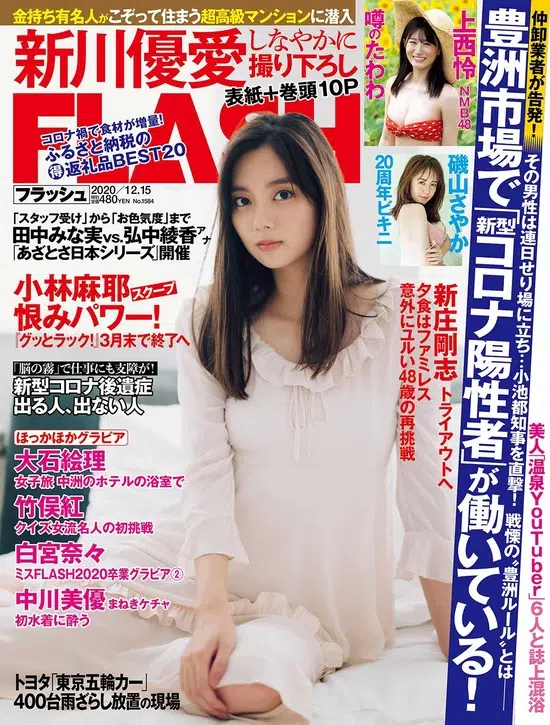 金持ち有名人がこぞって住まう超高級マンションに潜入
新川優愛
しなやかに
撮り下ろし
表紙+巻頭10P
FLASH
コロナ禍で食材が増量!
ふるさと納税の
得返礼品BEST20
フラッシュ
2020/12.15
480YEN No.1584
「スタッフ受け」から「お色気度」まで
田中みな実vs.弘中綾香アナ
「あざとさ日本シリーズ」開催
小林麻耶スクープ
恨みパワー!
『グッとラック!』3月末で終了へ
「脳の霧」で仕事にも支障が!
新型コロナ後遺症
出る人、出ない人
ほっかほかグラビア
大石絵理
女子旅 中洲のホテルの浴室で
竹俣紅
クイズ女流名人の初挑戦
白宮奈々
ミスFLASH2020卒業グラビア②
中川美優 まねきケチャ
初水着に酔う
トヨタ「東京五輪カー」
400台雨ざらし放置の現場
上西怜 NMB48
噂のたわわ
磯山さやか
20周年ビキニ
新庄剛志 トライアウトへ
夕食はファミレス
意外にユルい48歳の再挑戦
仲卸業者が告発!
その男性は連日せり場に立ち…小池都知事を直撃! 戦慄の“豊洲ルール”とは
豊洲市場で「新型コロナ陽性者」が働いている!
美人「温泉YouTuber」6人と誌上混浴